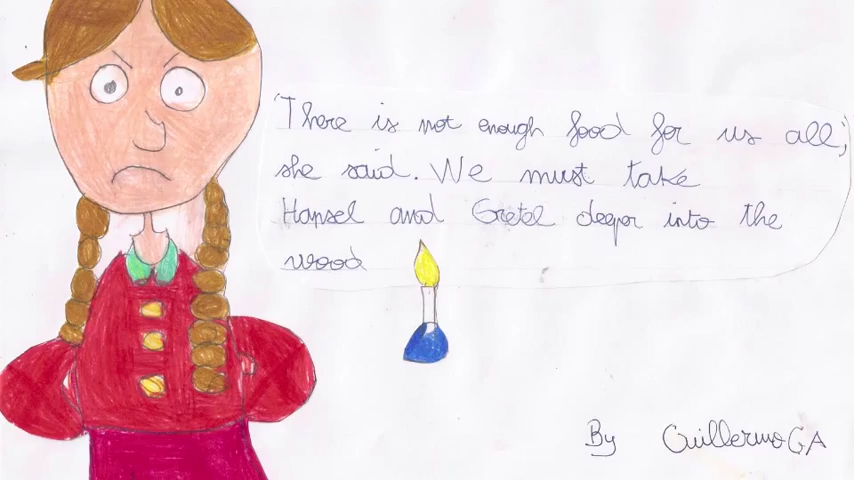 'There is not enough food for us all,'
she said. We must take
Hansel and Gretel deeper into the
wood
By GuillermoGA